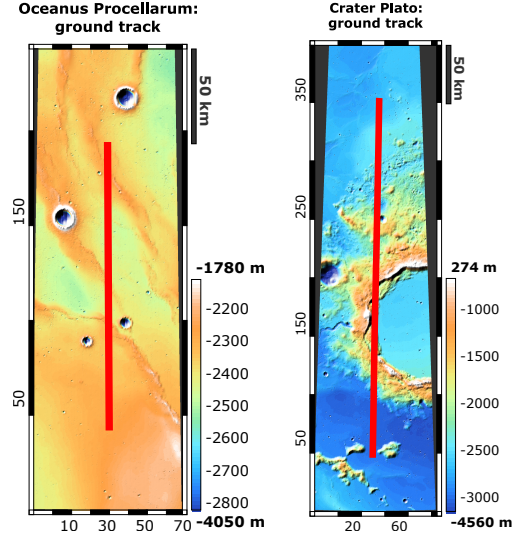 Oceanus Procellarum:
ground track
50 km
150
50
10 30 50 70
-1780 m
-2200
-2300
-2400
-2500
-2600
-2700
-2800
-4050 m
Crater Plato:
ground track
50 km
350
250
150
50
20 60
274 m
-1000
-1500
-2000
-2500
-3000
-4560 m